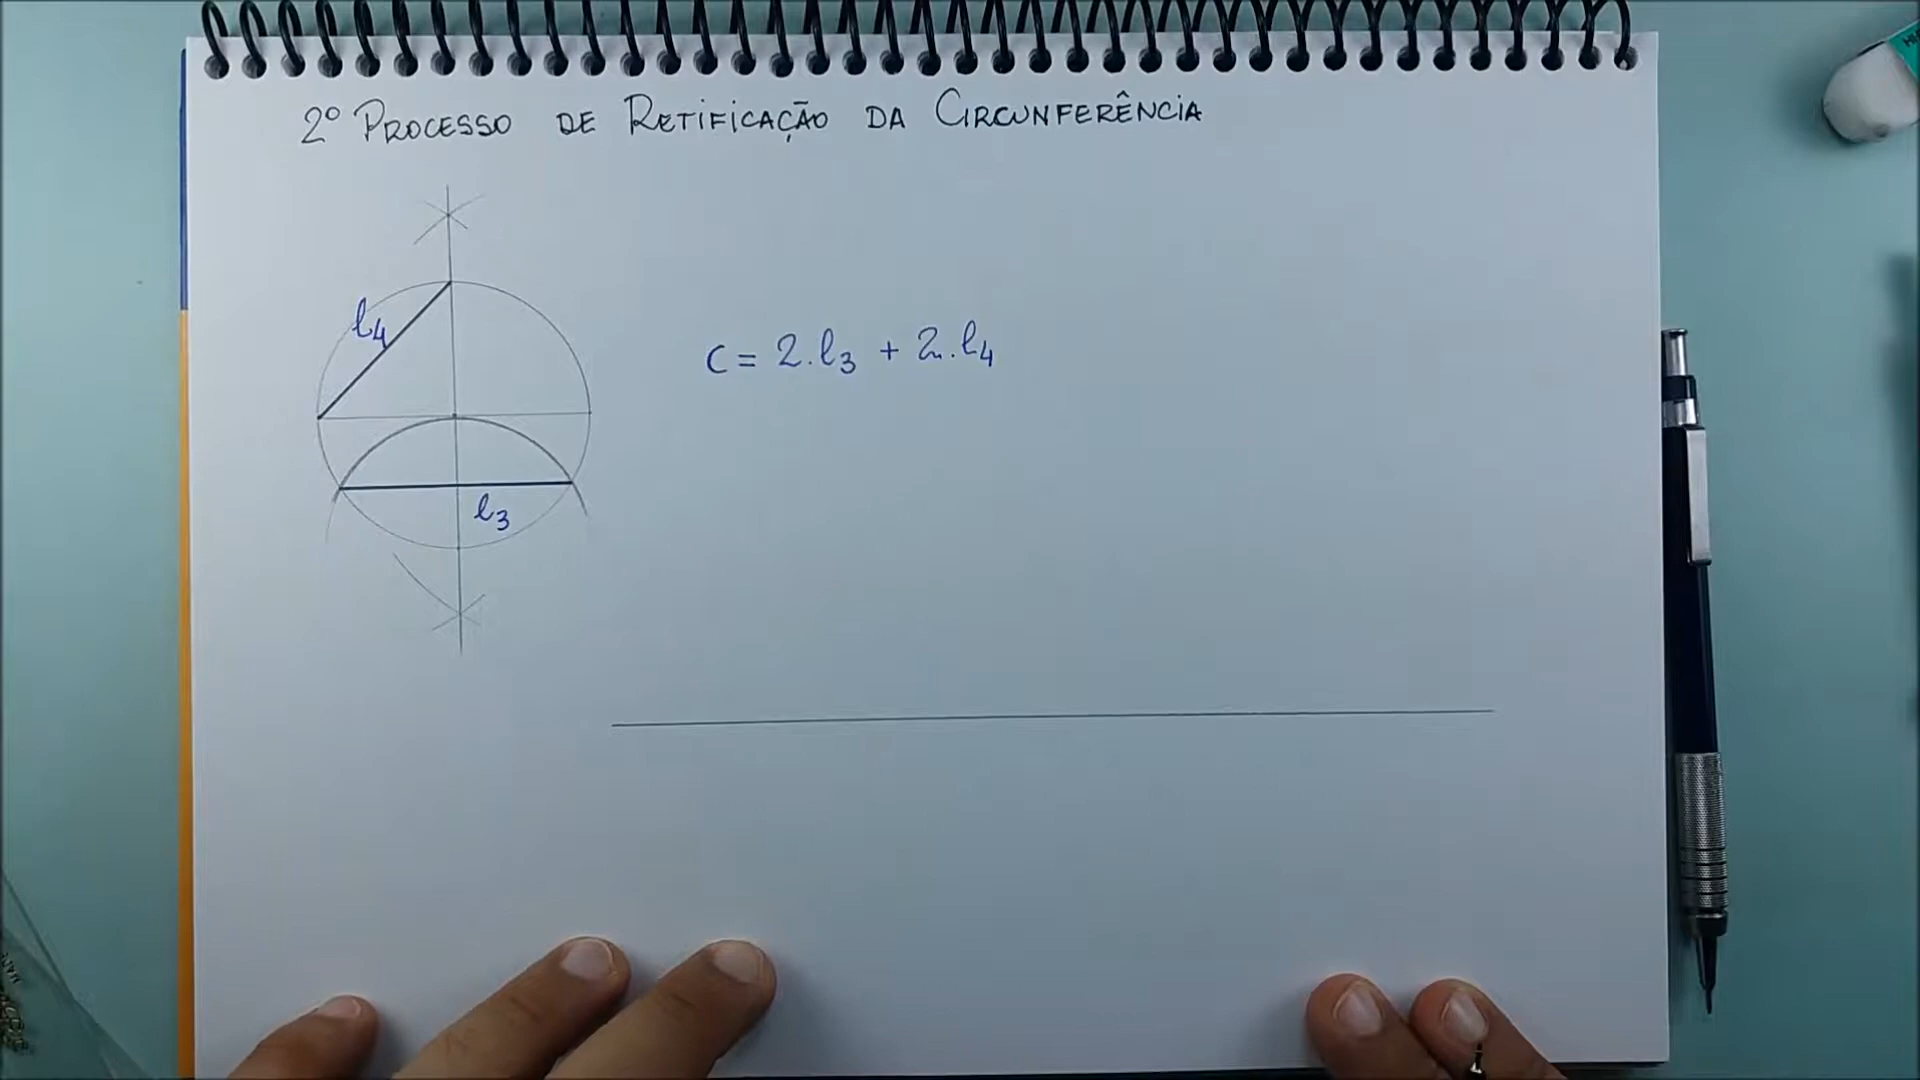 2º PROCESSO DE RETIFICAÇÃO DA CIRCUNFERÊNCIA
l4
C = 2.l3 + 2.l4
l3